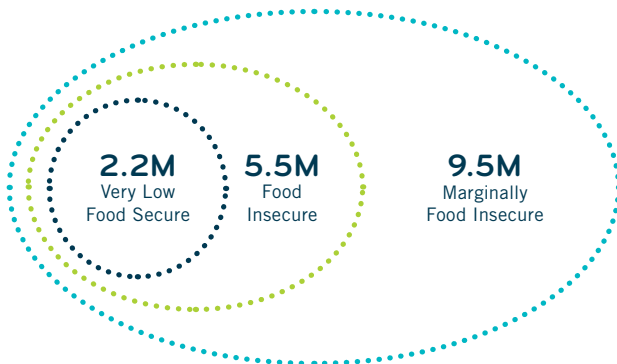 2.2M
Very Low
Food Secure
5.5M
Food
Insecure
9.5M
Marginally
Food Insecure